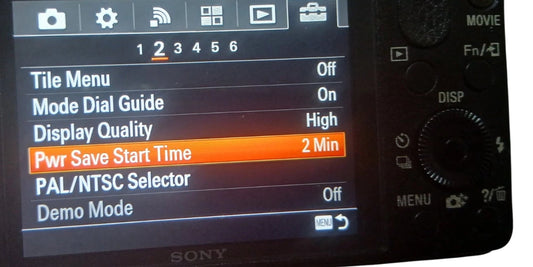 MOVIE
Fn/
1 2 3 4 5 6
Tile Menu Off
Mode Dial Guide On
Display Quality High
Pwr Save Start Time 2 Min
PAL/NTSC Selector
Demo Mode Off
MENU
DISP
MENU
?/
SONY